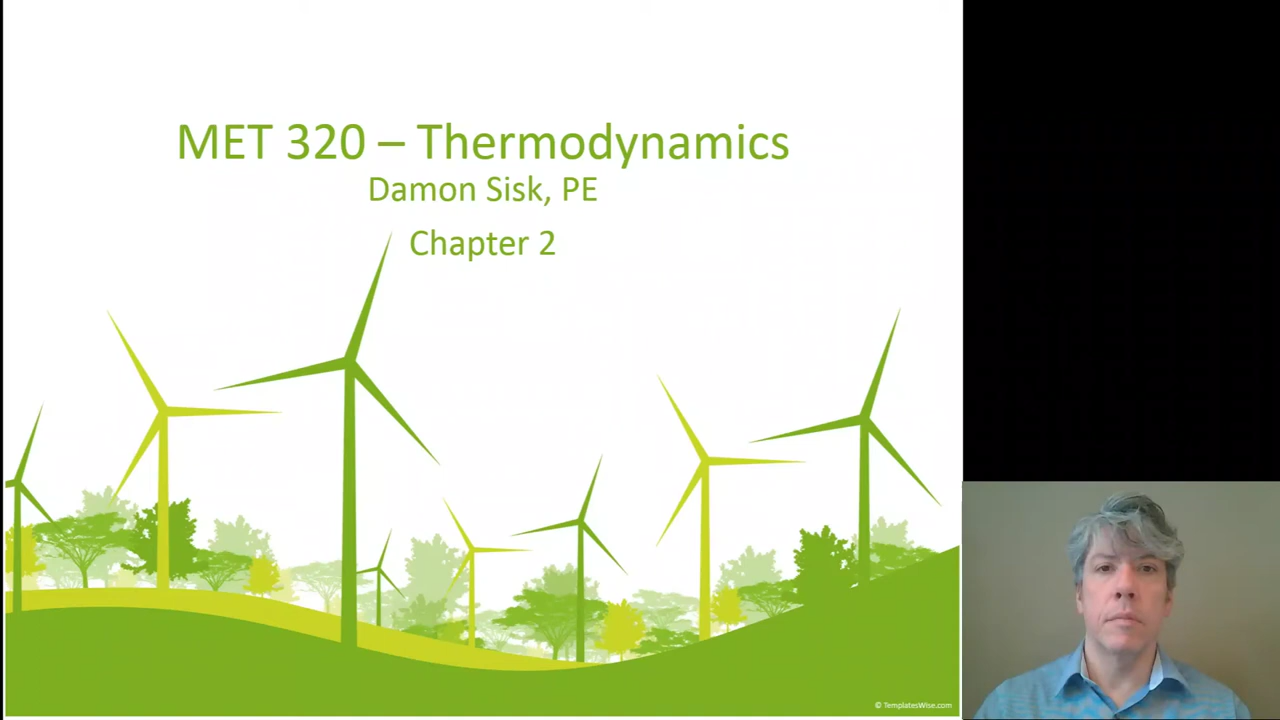 MET 320 – Thermodynamics
Damon Sisk, PE
Chapter 2
© TemplatesWise.com